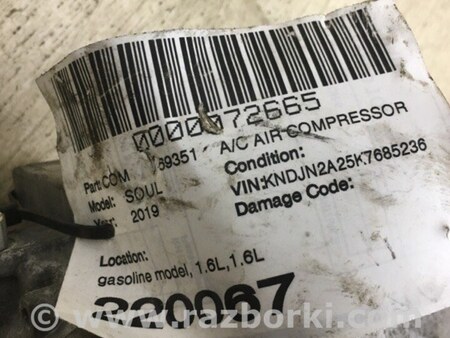 0000072665
Part: COM 89351 A/C AIR COMPRESSOR
Model: SOUL Condition:
Year: 2019 VIN:KNDJN2A25K7685236
Damage Code:
Location:
gasoline model, 1.6L,1.6L
320067
© www.razborki.com